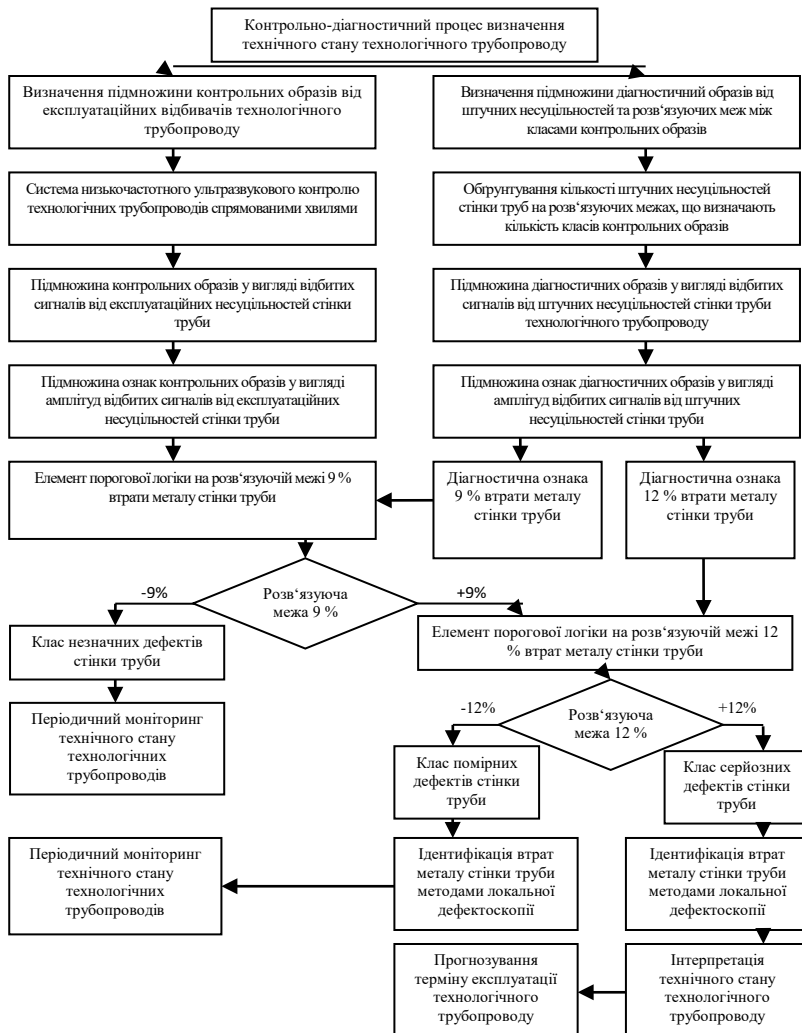 Контрольно-діагностичний процес визначення
технічного стану технологічного трубопроводу
Визначення підмножини контрольних образів від
експлуатаційних відбивачів технологічного
трубопроводу
Визначення підмножини діагностичний образів від
штучних несуцільностей та розв‘язуючих меж між
класами контрольних образів
Система низькочастотного ультразвукового контролю
технологічних трубопроводів спрямованими хвилями
Обґрунтування кількості штучних несуцільностей
стінки труб на розв‘язуючих межах, що визначають
кількість класів контрольних образів
Підмножина контрольних образів у вигляді відбитих
сигналів від експлуатаційних несуцільностей стінки
труби
Підмножина діагностичних образів у вигляді відбитих
сигналів від штучних несуцільностей стінки труби
технологічного трубопроводу
Підмножина ознак контрольних образів у вигляді
амплітуд відбитих сигналів від експлуатаційних
несуцільностей стінки труби
Підмножина ознак діагностичних образів у вигляді
амплітуд відбитих сигналів від штучних
несуцільностей стінки труби
Елемент порогової логіки на розв‘язуючій межі 9 %
втрати металу стінки труби
Діагностична ознака
9 % втрати металу
стінки труби
Діагностична ознака
12 % втрати металу
стінки труби
-9%
Розв‘язуюча
межа 9 %
+9%
Клас незначних дефектів
стінки труби
Елемент порогової логіки на розв‘язуючій межі 12
% втрат металу стінки труби
Періодичний моніторинг
технічного стану
технологічних
трубопроводів
-12%
Розв‘язуюча
межа 12 %
+12%
Клас помірних
дефектів стінки
труби
Клас серйозних
дефектів стінки
труби
Періодичний моніторинг
технічного стану
технологічних
трубопроводів
Ідентифікація втрат
металу стінки труби
методами локальної
дефектоскопії
Ідентифікація втрат
металу стінки труби
методами локальної
дефектоскопії
Прогнозування
терміну експлуатації
технологічного
трубопроводу
Інтерпретація
технічного стану
технологічного
трубопроводу